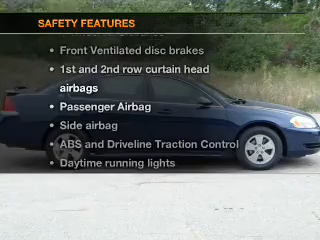 SAFETY FEATURES
• Front Ventilated disc brakes
• 1st and 2nd row curtain head
airbags
• Passenger Airbag
• Side airbag
• ABS and Driveline Traction Control
• Daytime running lights